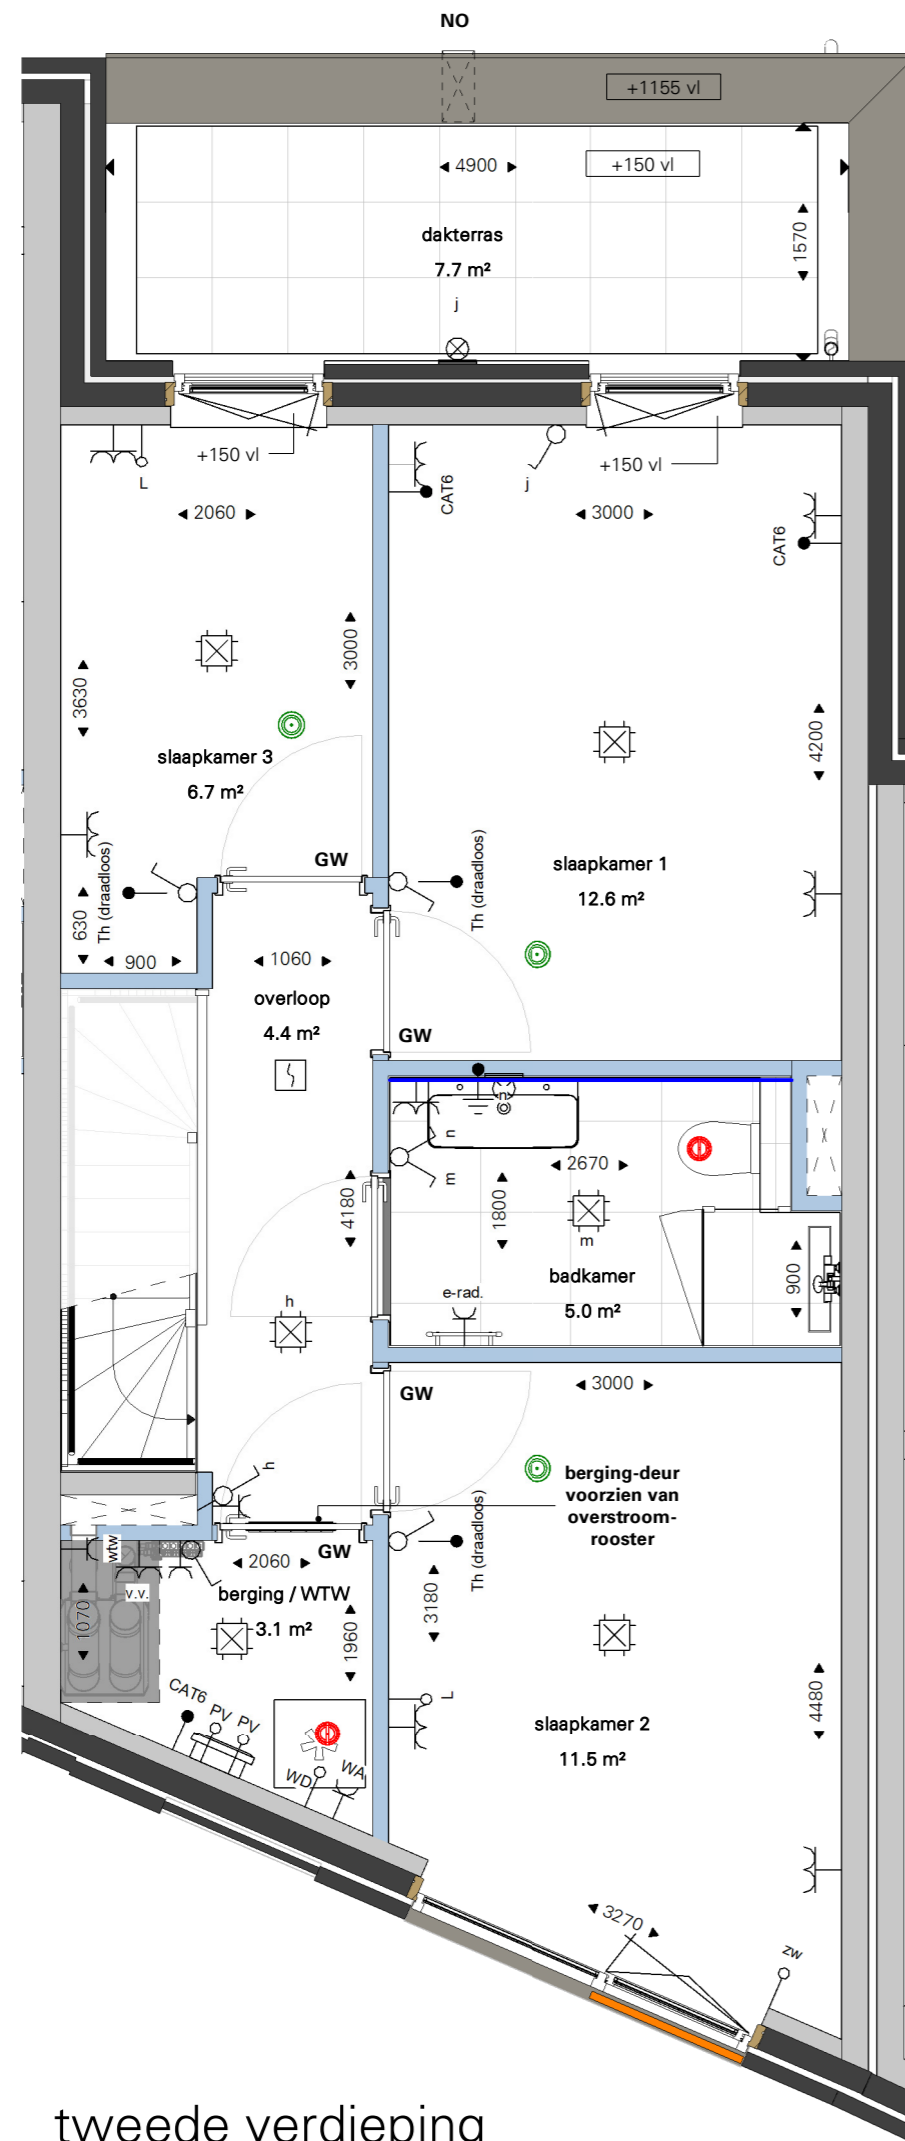 NO
+1155 vl
4900
+150 vl
dakterras
7.7 m²
1570
j
+150 vl
+150 vl
L
j
CAT6
2060
3000
CAT6
3000
3630
4200
slaapkamer 3
6.7 m²
GW
Th (draadloos)
slaapkamer 1
12.6 m²
Th (draadloos)
630
900
1060
overloop
4.4 m²
GW
n
m
2670
1800
4180
m
badkamer
5.0 m²
900
e-rad.
h
GW
3000
h
berging-deur
voorzien van
overstroom-
rooster
Th (draadloos)
wtw
GW
2060
v.v.
berging / WTW
3.1 m²
1070
3180
1960
CAT6
PV
PV
L
4480
slaapkamer 2
11.5 m²
WD
WA
3270
zw
tweede verdieping